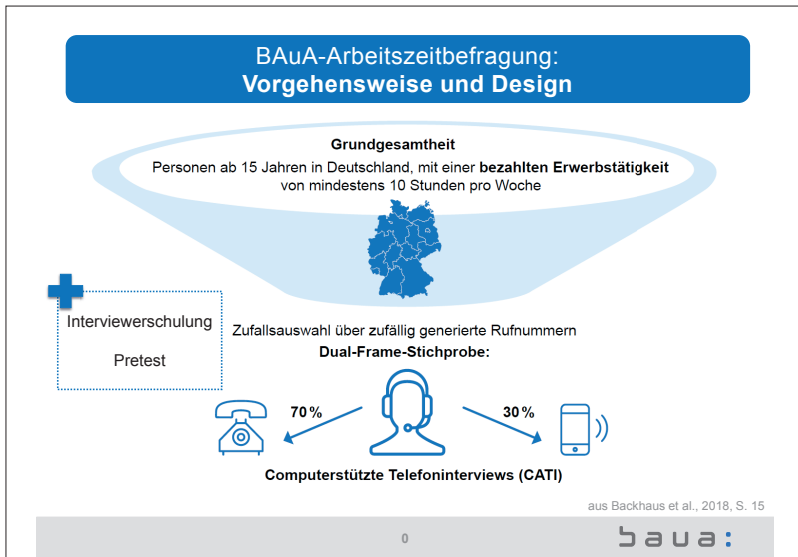 BAuA-Arbeitszeitbefragung:
Vorgehensweise und Design
Grundgesamtheit
Personen ab 15 Jahren in Deutschland, mit einer bezahlten Erwerbstätigkeit
von mindestens 10 Stunden pro Woche
Interviewerschulung
Pretest
Zufallsauswahl über zufällig generierte Rufnummern
Dual-Frame-Stichprobe:
70 %
30 %
Computerstützte Telefoninterviews (CATI)
aus Backhaus et al., 2018, S. 15
0
baua: